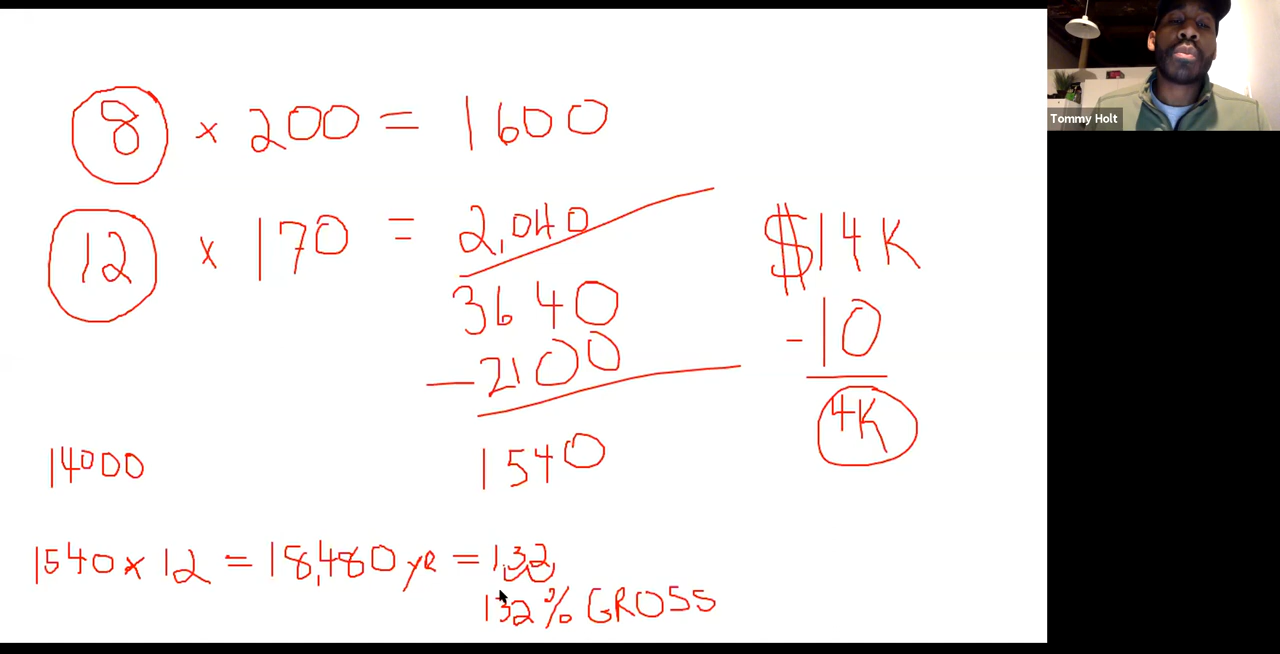 8 × 200 = 1600
12 × 170 = 2,040
3640
-2100
1540
$14K
-10
4K
14000
1540 × 12 = 18,480 yR = 1.32
132% GROSS
Tommy Holt